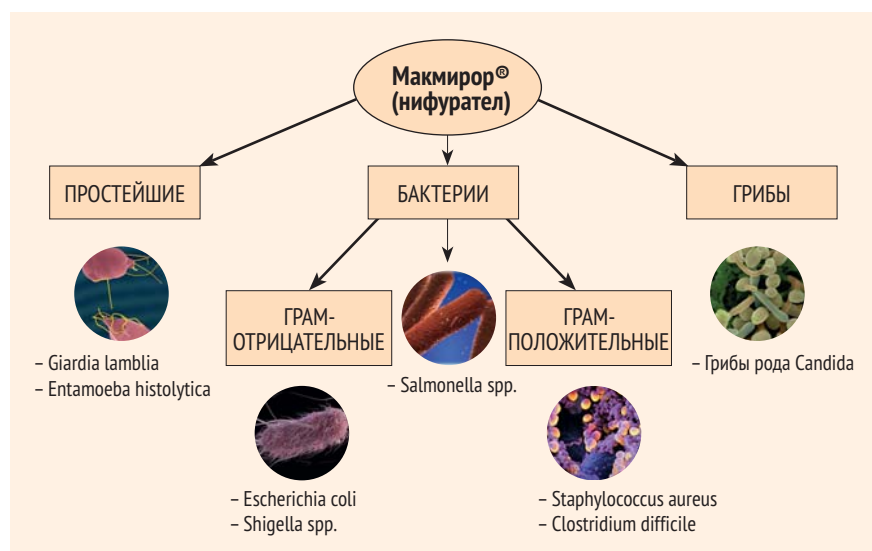 Макмирор®
(нифурател)
ПРОСТЕЙШИЕ
БАКТЕРИИ
ГРИБЫ
– Giardia lamblia
– Entamoeba histolytica
ГРАМ-
ОТРИЦАТЕЛЬНЫЕ
– Salmonella spp.
ГРАМ-
ПОЛОЖИТЕЛЬНЫЕ
– Грибы рода Candida
– Escherichia coli
– Shigella spp.
– Staphylococcus aureus
– Clostridium difficile